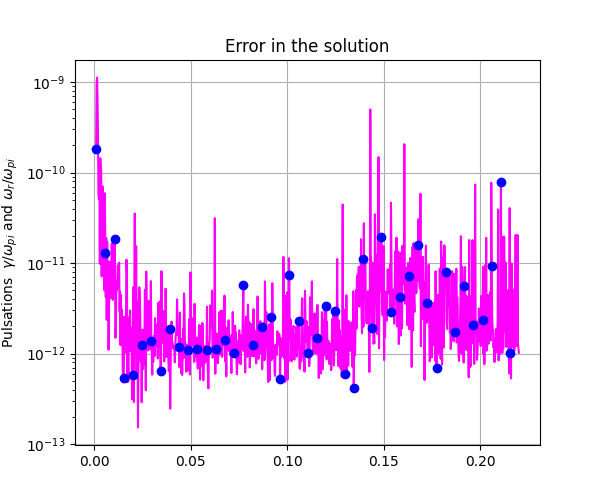 Error in the solution
Pulsations γ/ω_pi and ω_r/ω_pi
10⁻⁹
10⁻¹⁰
10⁻¹¹
10⁻¹²
10⁻¹³
0.00 0.05 0.10 0.15 0.20